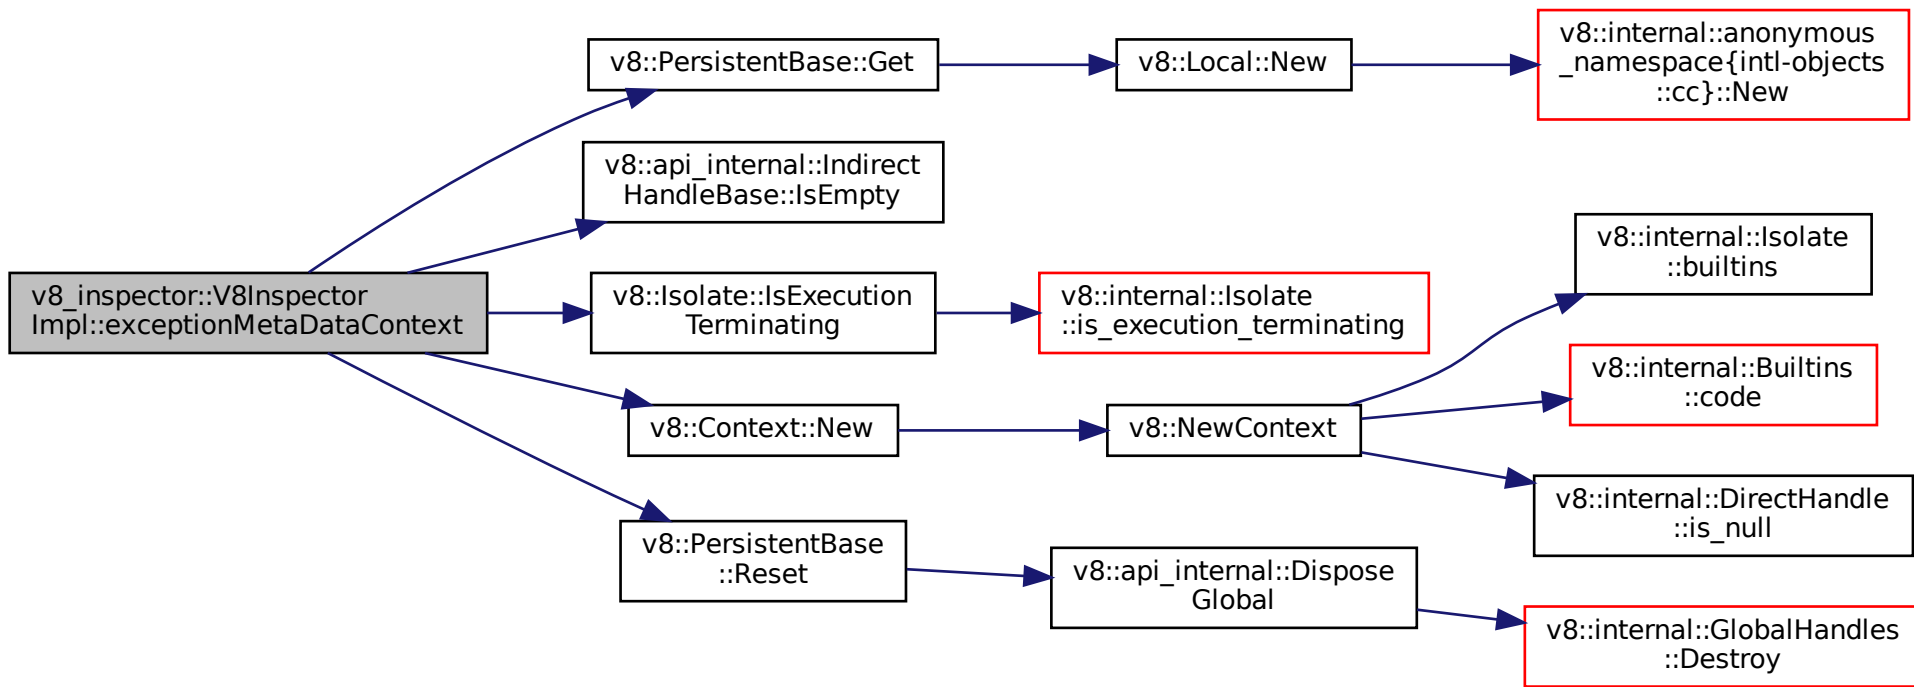 v8_inspector::V8Inspector
Impl::exceptionMetaDataContext
v8::PersistentBase::Get
v8::Local::New
v8::internal::anonymous
_namespace{intl-objects
::cc}::New
v8::api_internal::Indirect
HandleBase::IsEmpty
v8::Isolate::IsExecution
Terminating
v8::internal::Isolate
::is_execution_terminating
v8::Context::New
v8::NewContext
v8::internal::Isolate
::builtins
v8::internal::Builtins
::code
v8::internal::DirectHandle
::is_null
v8::PersistentBase
::Reset
v8::api_internal::Dispose
Global
v8::internal::GlobalHandles
::Destroy